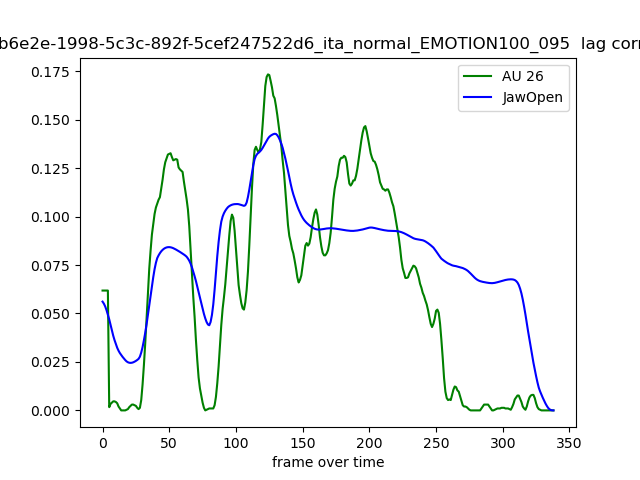 b6e2e-1998-5c3c-892f-5cef247522d6_ita_normal_EMOTION100_095 lag corr
AU 26
JawOpen
0.175
0.150
0.125
0.100
0.075
0.050
0.025
0.000
0 50 100 150 200 250 300 350
frame over time